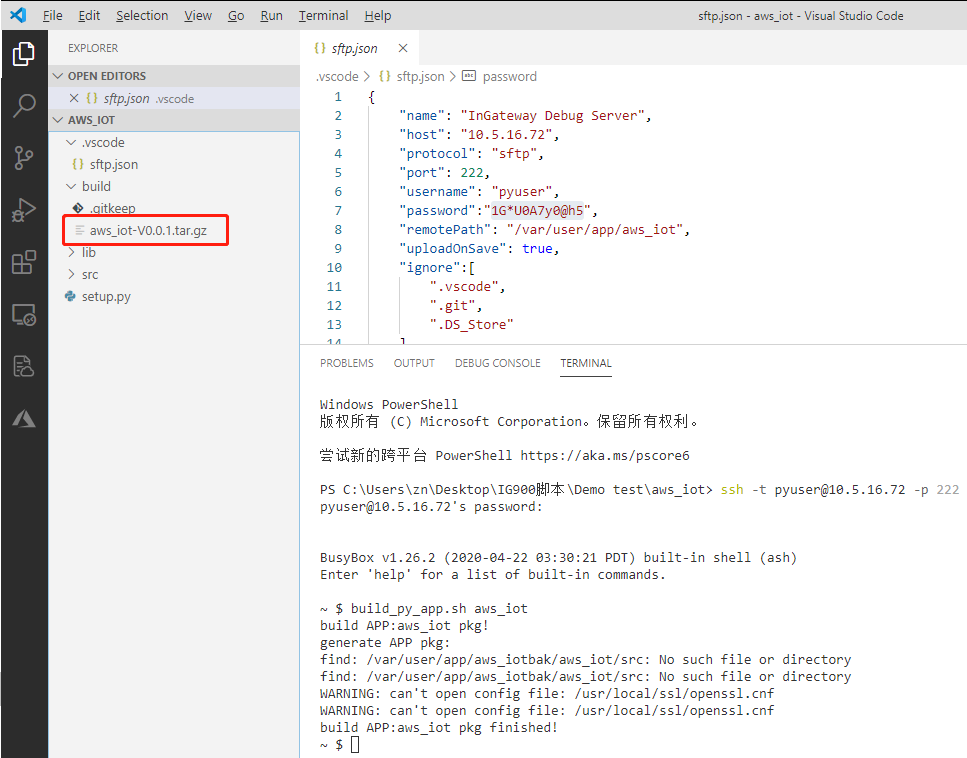 File Edit Selection View Go Run Terminal Help sftp.json - aws_iot - Visual Studio Code
EXPLORER
OPEN EDITORS
{} sftp.json .vscode
AWS_IOT
.vscode
{} sftp.json
build
.gitkeep
aws_iot-V0.0.1.tar.gz
lib
src
setup.py
{} sftp.json
.vscode > {} sftp.json > abc password
1 {
2 "name": "InGateway Debug Server",
3 "host": "10.5.16.72",
4 "protocol": "sftp",
5 "port": 222,
6 "username": "pyuser",
7 "password":"1G*U0A7y0@h5",
8 "remotePath": "/var/user/app/aws_iot",
9 "uploadOnSave": true,
10 "ignore":[
11 ".vscode",
12 ".git",
13 ".DS_Store"
14 ]
PROBLEMS OUTPUT DEBUG CONSOLE TERMINAL
Windows PowerShell
版权所有 (C) Microsoft Corporation。保留所有权利。
尝试新的跨平台 PowerShell https://aka.ms/pscore6
PS C:\Users\zn\Desktop\IG900脚本\Demo test\aws_iot> ssh -t pyuser@10.5.16.72 -p 222
pyuser@10.5.16.72's password:
BusyBox v1.26.2 (2020-04-22 03:30:21 PDT) built-in shell (ash)
Enter 'help' for a list of built-in commands.
~ $ build_py_app.sh aws_iot
build APP:aws_iot pkg!
generate APP pkg:
find: /var/user/app/aws_iotbak/aws_iot/src: No such file or directory
find: /var/user/app/aws_iotbak/aws_iot/src: No such file or directory
WARNING: can't open config file: /usr/local/ssl/openssl.cnf
WARNING: can't open config file: /usr/local/ssl/openssl.cnf
build APP:aws_iot pkg finished!
~ $